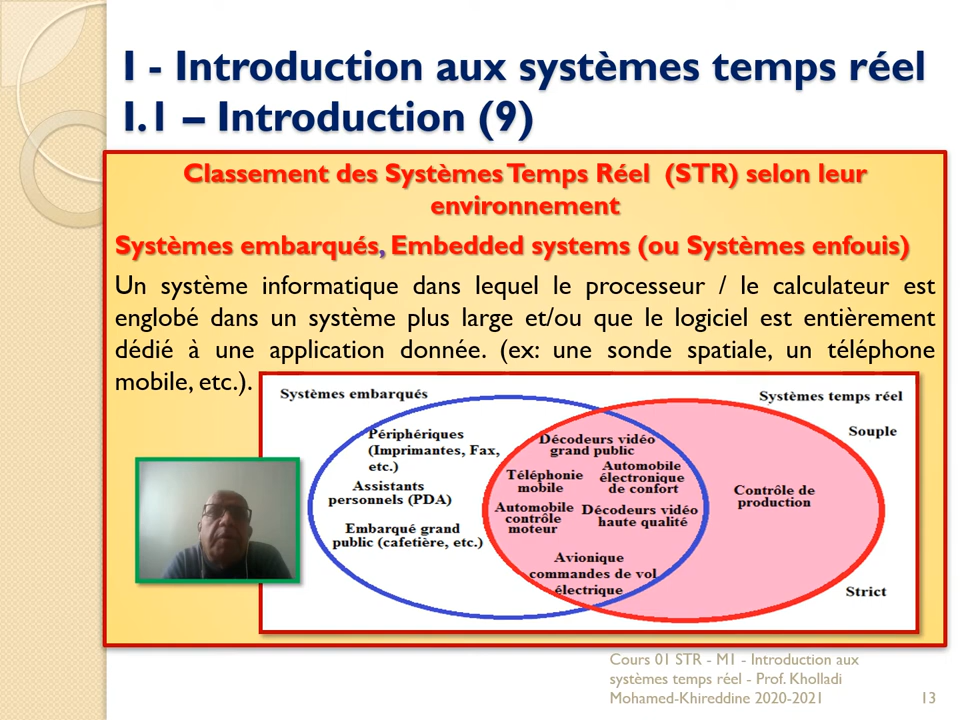 I - Introduction aux systèmes temps réel
I.1 – Introduction (9)
Classement des Systèmes Temps Réel (STR) selon leur
environnement
Systèmes embarqués, Embedded systems (ou Systèmes enfouis)
Un système informatique dans lequel le processeur / le calculateur est
englobé dans un système plus large et/ou que le logiciel est entièrement
dédié à une application donnée. (ex: une sonde spatiale, un téléphone
mobile, etc.).
Systèmes embarqués
Systèmes temps réel
Souple
Périphériques
(Imprimantes, Fax,
etc.)
Assistants
personnels (PDA)
Embarqué grand
public (cafetière, etc.)
Décodeurs vidéo
grand public
Téléphonie
mobile
Automobile
électronique
de confort
Automobile
contrôle
moteur
Décodeurs vidéo
haute qualité
Avionique
commandes de vol
électrique
Contrôle de
production
Strict
Cours 01 STR - M1 - Introduction aux
systèmes temps réel - Prof. Kholladi
Mohamed-Khireddine 2020-2021
13